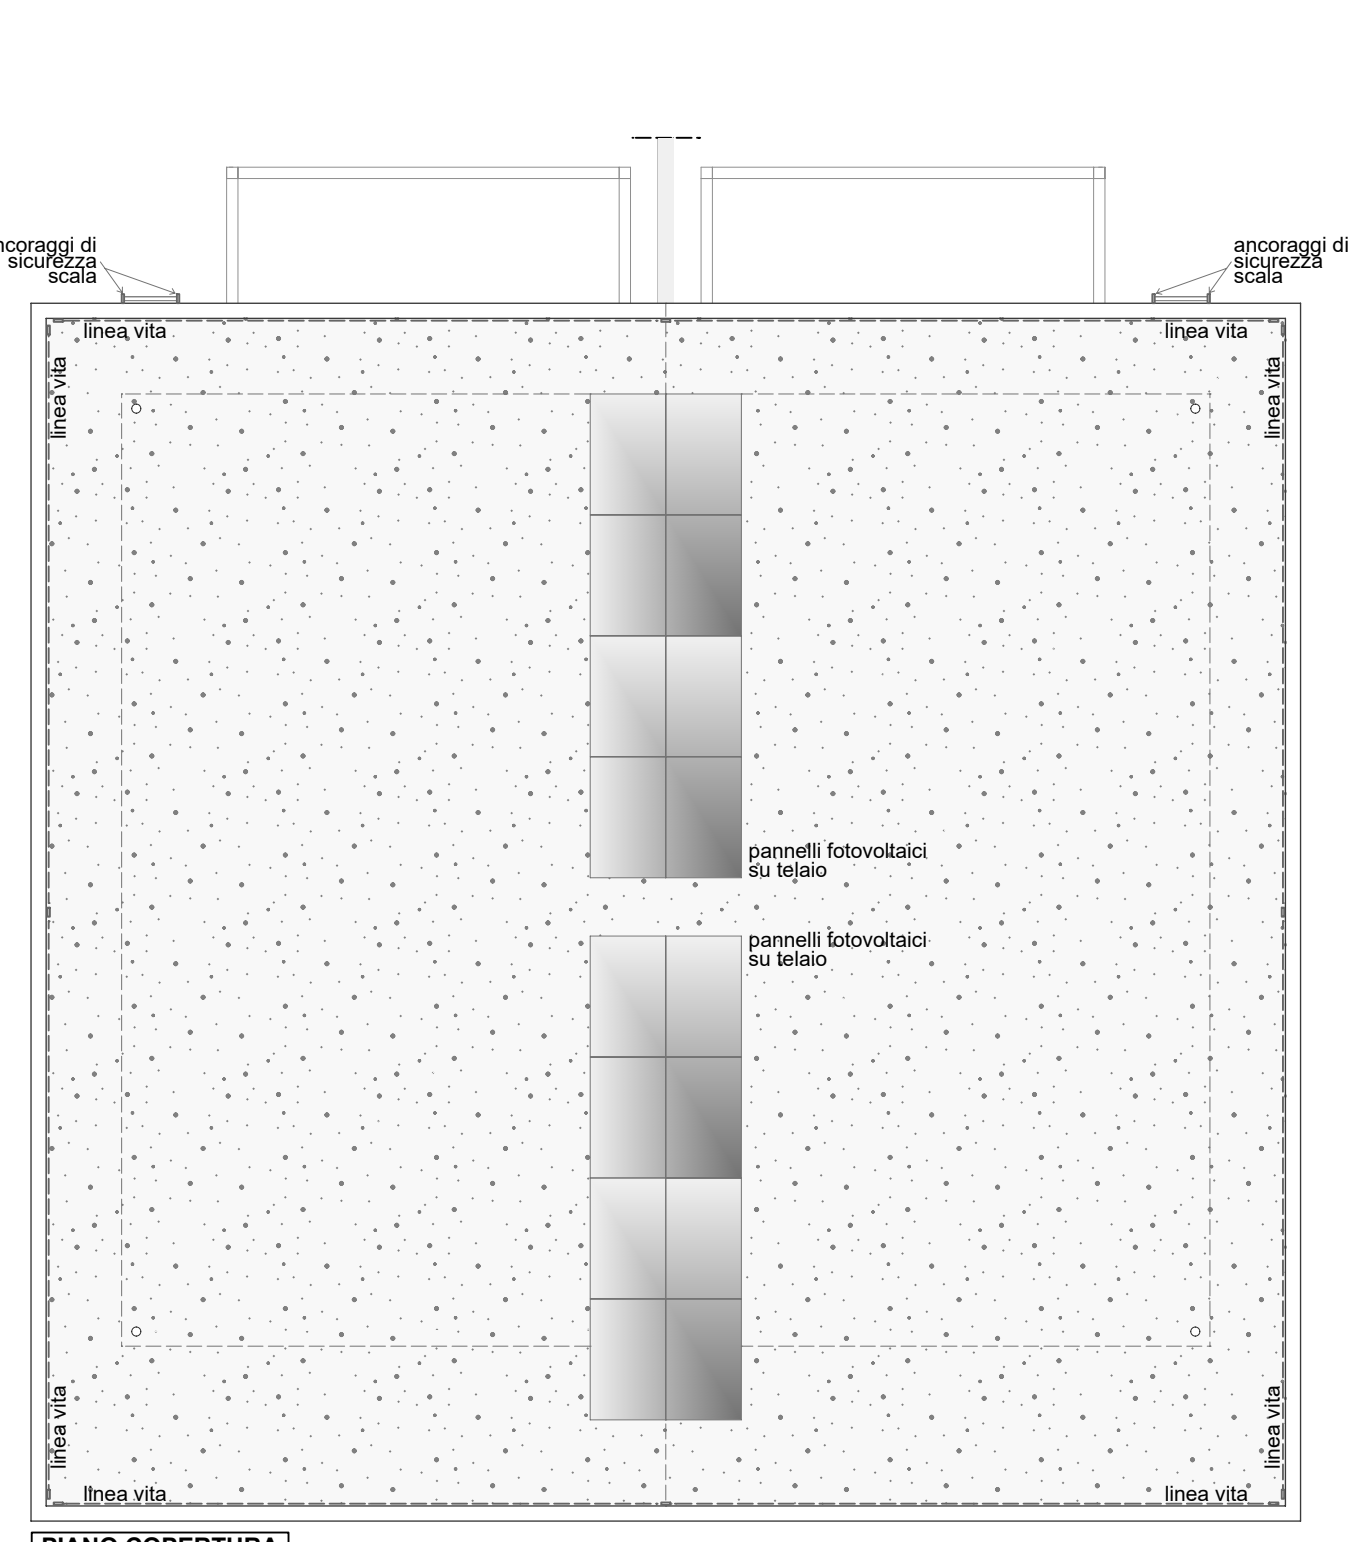 ancoraggi di
sicurezza
scala
ancoraggi di
sicurezza
scala
linea vita
linea vita
linea vita
linea vita
pannelli fotovoltaici
su telaio
pannelli fotovoltaici
su telaio
linea vita
linea vita
linea vita
linea vita
PIANO COPERTURA